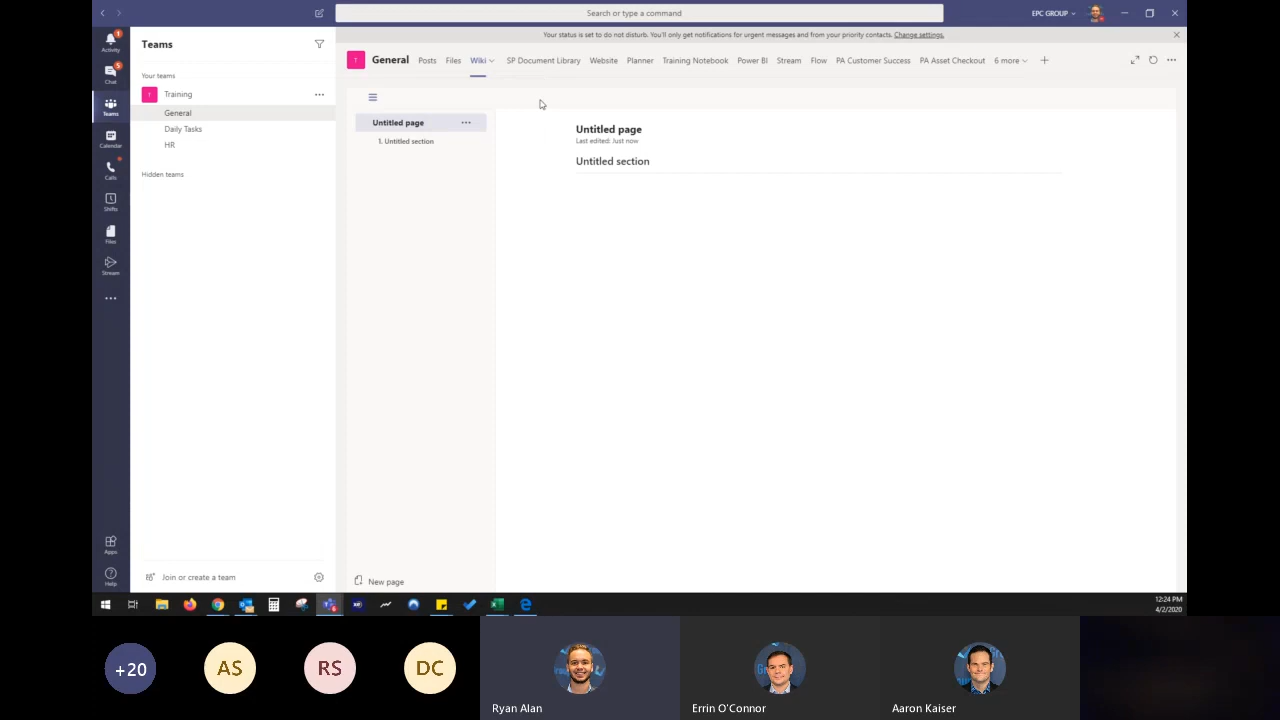 Search or type a command
EPC GROUP
Your status is set to do not disturb. You'll only get notifications for urgent messages and from your priority contacts. Change settings.
Activity
1
Chat
5
Teams
Calendar
Calls
Shifts
Files
Stream
Apps
Help
Teams
Your teams
T Training
General
Daily Tasks
HR
Hidden teams
Join or create a team
T General Posts Files Wiki SP Document Library Website Planner Training Notebook Power BI Stream Flow PA Customer Success PA Asset Checkout 6 more
Untitled page
1. Untitled section
New page
Untitled page
Last edited: Just now
Untitled section
12:24 PM
4/2/2020
+20
AS
RS
DC
Ryan Alan
Errin O'Connor
Aaron Kaiser